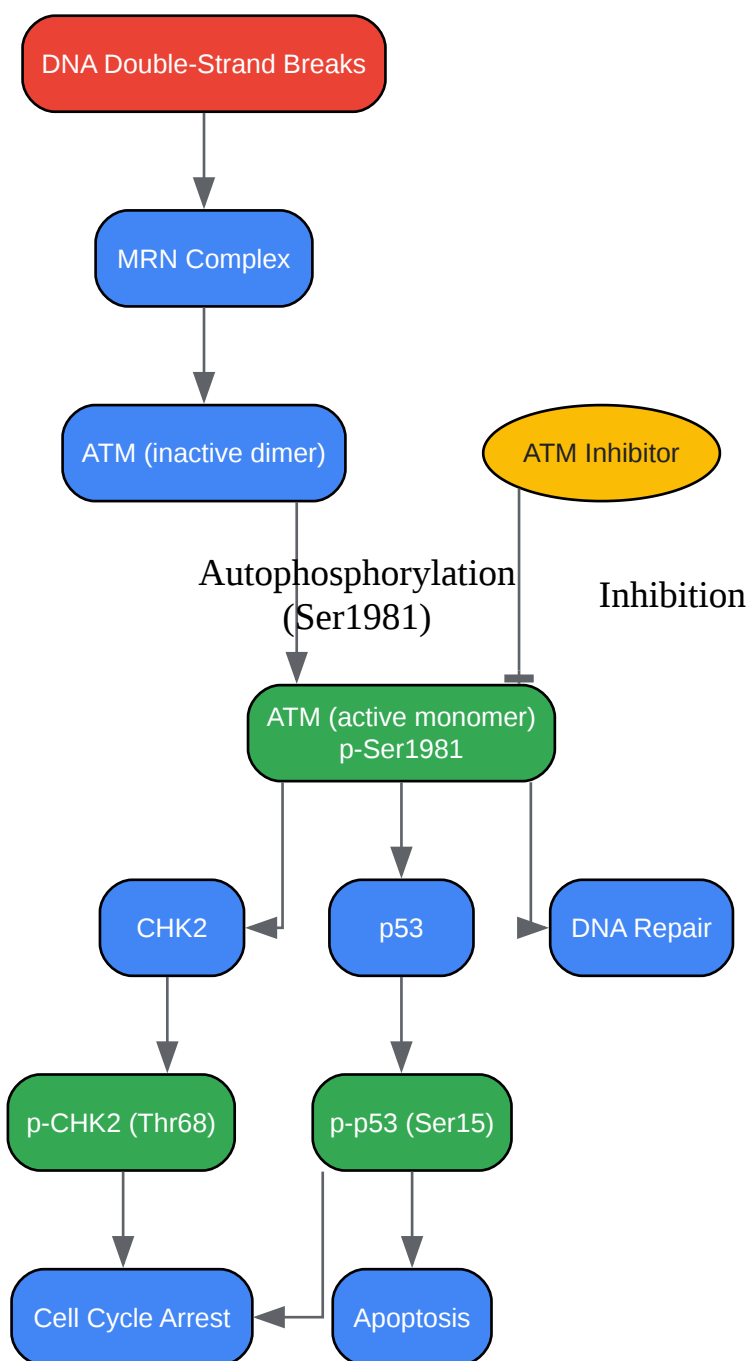 DNA Double-Strand Breaks
MRN Complex
ATM (inactive dimer)
ATM Inhibitor
Autophosphorylation
(Ser1981)
Inhibition
ATM (active monomer)
p-Ser1981
CHK2
p53
DNA Repair
p-CHK2 (Thr68)
p-p53 (Ser15)
Cell Cycle Arrest
Apoptosis